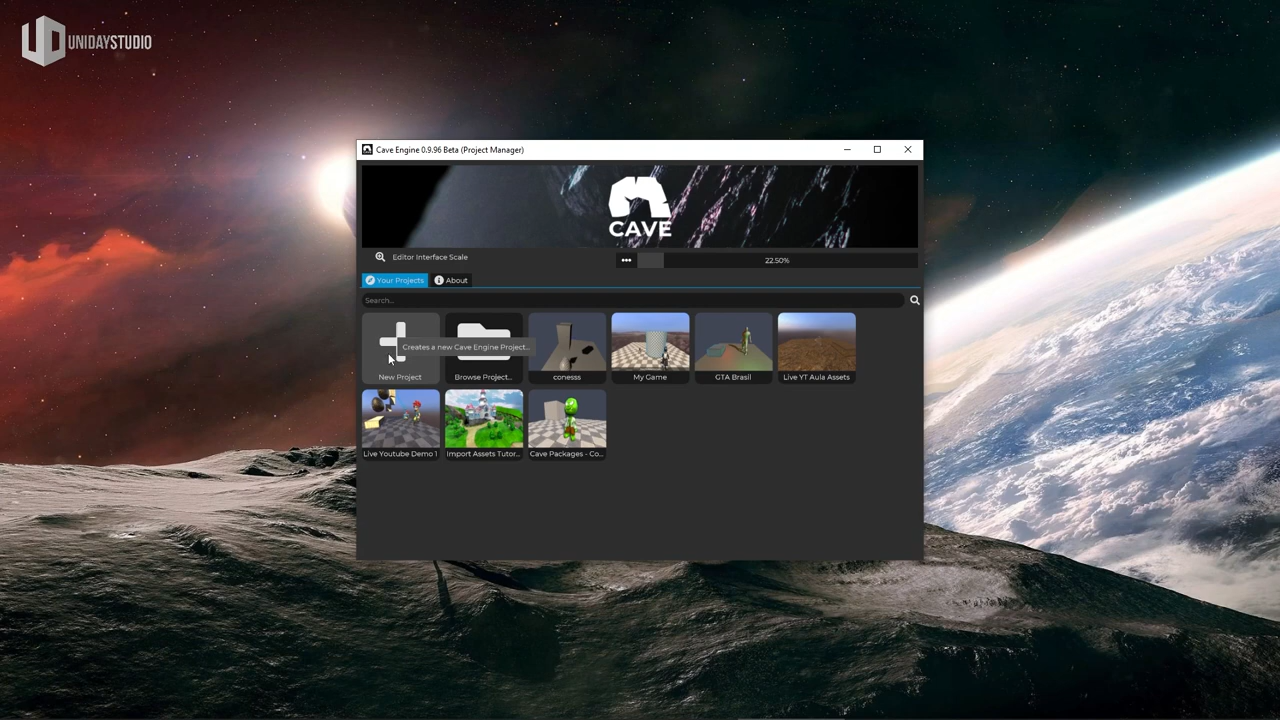 UNIDAYSTUDIO
Cave Engine 0.9.96 Beta (Project Manager)
CAVE
Editor Interface Scale
22.50%
Your Projects
About
Search...
Creates a new Cave Engine Project...
New Project
Browse Project...
conesss
My Game
GTA Brasil
Live YT Aula Assets
Live Youtube Demo 1
Import Assets Tutor...
Cave Packages - Co...